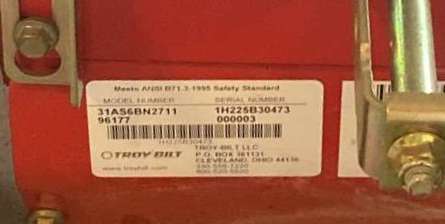 Meets ANSI B71.3-1995 Safety Standard
MODEL NUMBER SERIAL NUMBER
31AS6BN2711 1H225B30473
96177 000003
1H225B30473
TROY-BILT TROY-BILT LLC
P.O. BOX 361131
CLEVELAND, OHIO 44136
www.troybilt.com